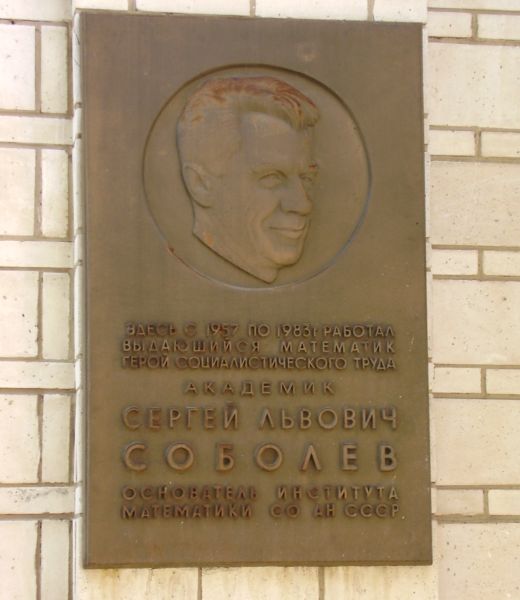 ЗДЕСЬ С 1957 ПО 1983г РАБОТАЛ
ВЫДАЮЩИЙСЯ МАТЕМАТИК
ГЕРОЙ СОЦИАЛИСТИЧЕСКОГО ТРУДА
АКАДЕМИК
СЕРГЕЙ ЛЬВОВИЧ
СОБОЛЕВ
ОСНОВАТЕЛЬ ИНСТИТУТА
МАТЕМАТИКИ СО АН СССР